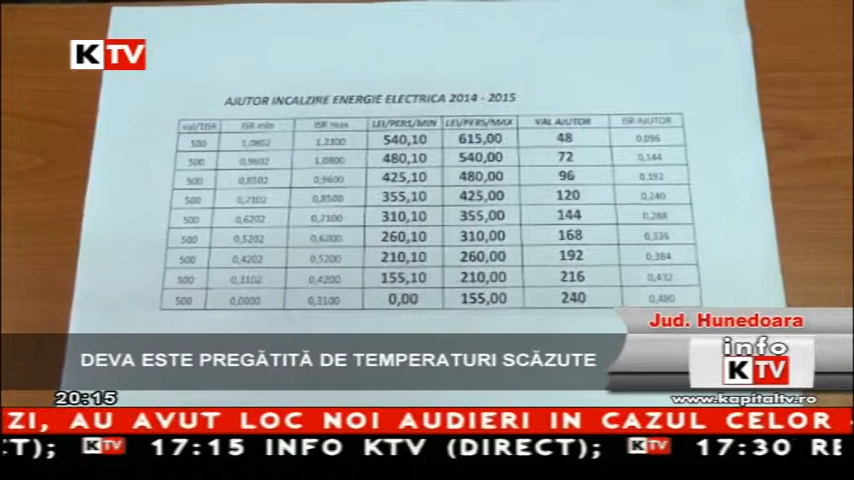 KTV
AJUTOR INCALZIRE ENERGIE ELECTRICA 2014 - 2015
val/1ISR ISR min ISR max LEI/PERS/MIN LEI/PERS/MAX VAL AJUTOR ISR AJUTOR
500 1,0802 1,2300 540,10 615,00 48 0,096
500 0,9602 1,0800 480,10 540,00 72 0,144
500 0,8502 0,9600 425,10 480,00 96 0,192
500 0,7102 0,8500 355,10 425,00 120 0,240
500 0,6202 0,7100 310,10 355,00 144 0,288
500 0,5202 0,6200 260,10 310,00 168 0,336
500 0,4202 0,5200 210,10 260,00 192 0,384
500 0,3102 0,4200 155,10 210,00 216 0,432
500 0,0000 0,3100 0,00 155,00 240 0,480
Jud. Hunedoara
DEVA ESTE PREGĂTITĂ DE TEMPERATURI SCĂZUTE
info
KTV
20:15
www.kapitaltv.ro
ZI, AU AVUT LOC NOI AUDIERI IN CAZUL CELOR
CT); KTV 17:15 INFO KTV (DIRECT); KTV 17:30 RE